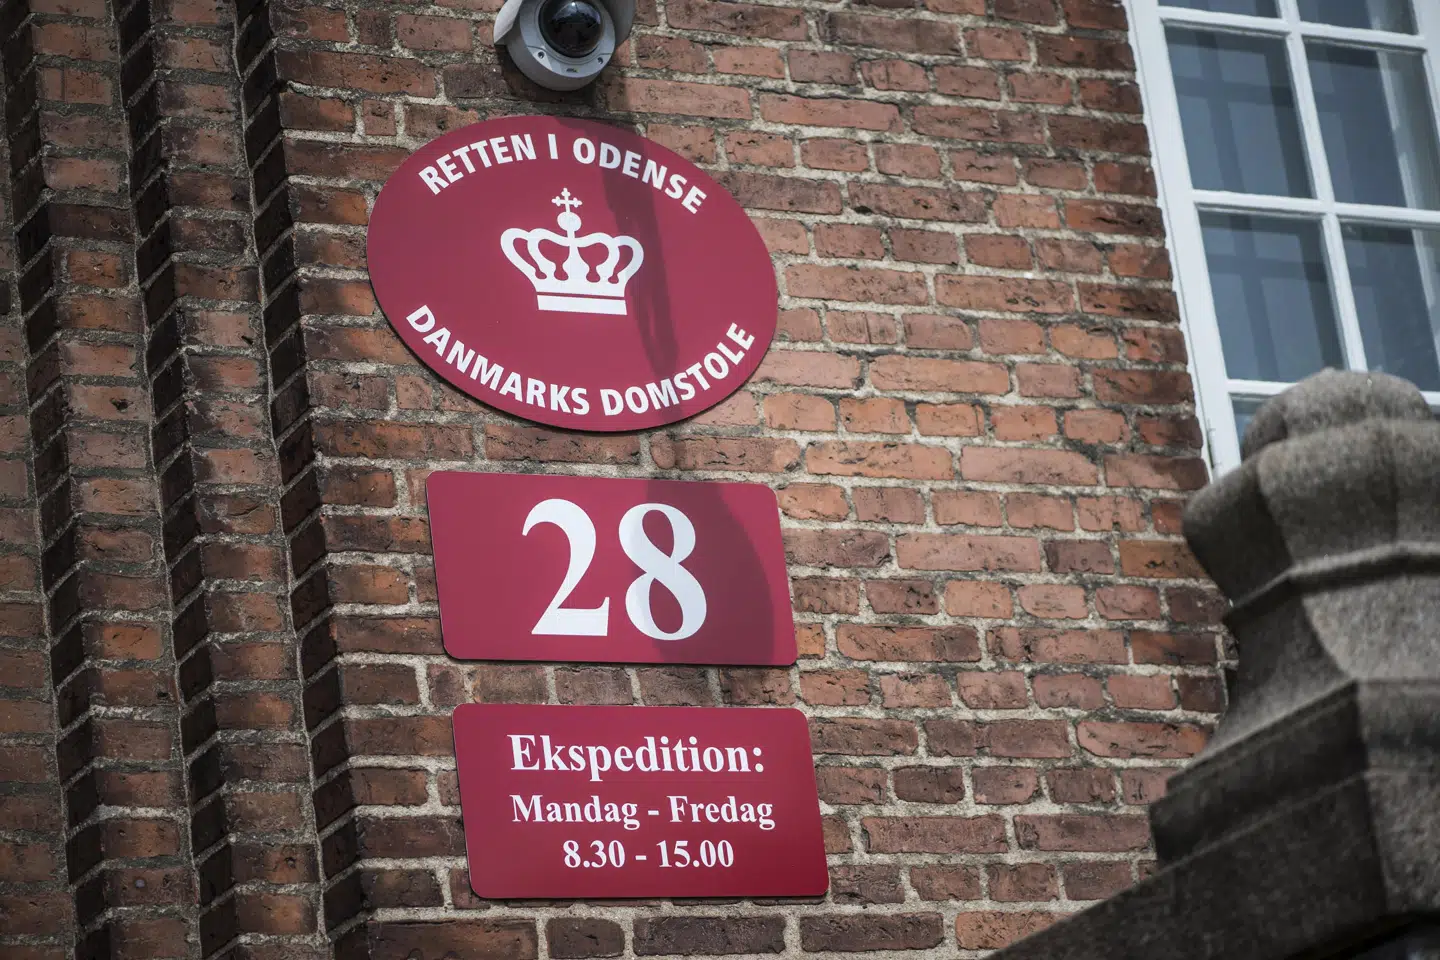 RETTEN I ODENSE
DANMARKS DOMSTOLE
28
Ekspedition:
Mandag - Fredag
8.30 - 15.00